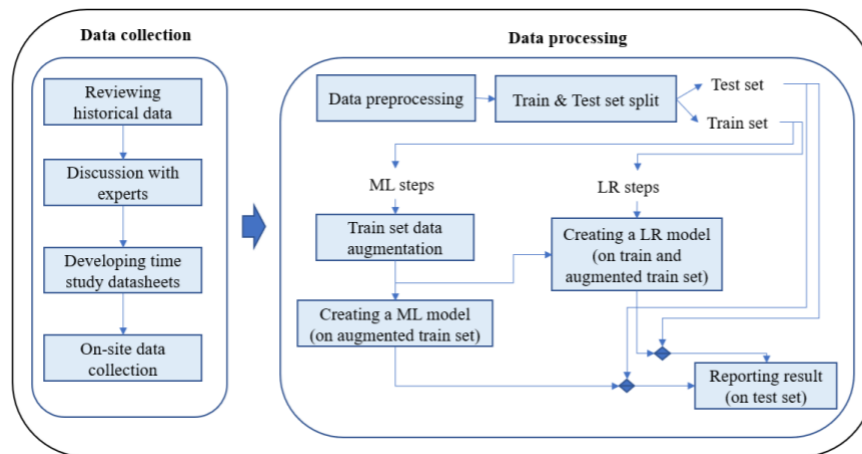 Data collection
Reviewing
historical data
Discussion with
experts
Developing time
study datasheets
On-site data
collection
Data processing
Data preprocessing
Train & Test set split
Test set
Train set
ML steps
LR steps
Train set data
augmentation
Creating a LR model
(on train and
augmented train set)
Creating a ML model
(on augmented train set)
Reporting result
(on test set)